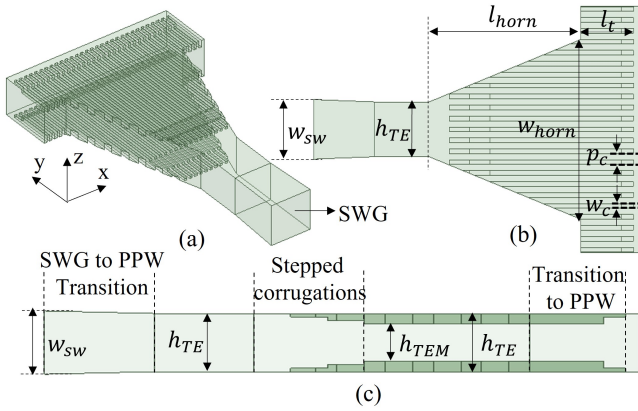 (a)
y
z
x
SWG
l_horn
l_t
w_sw
h_TE
w_horn
p_c
w_c
(b)
SWG to PPW
Transition
Stepped
corrugations
Transition
to PPW
w_sw
h_TE
h_TEM
h_TE
(c)